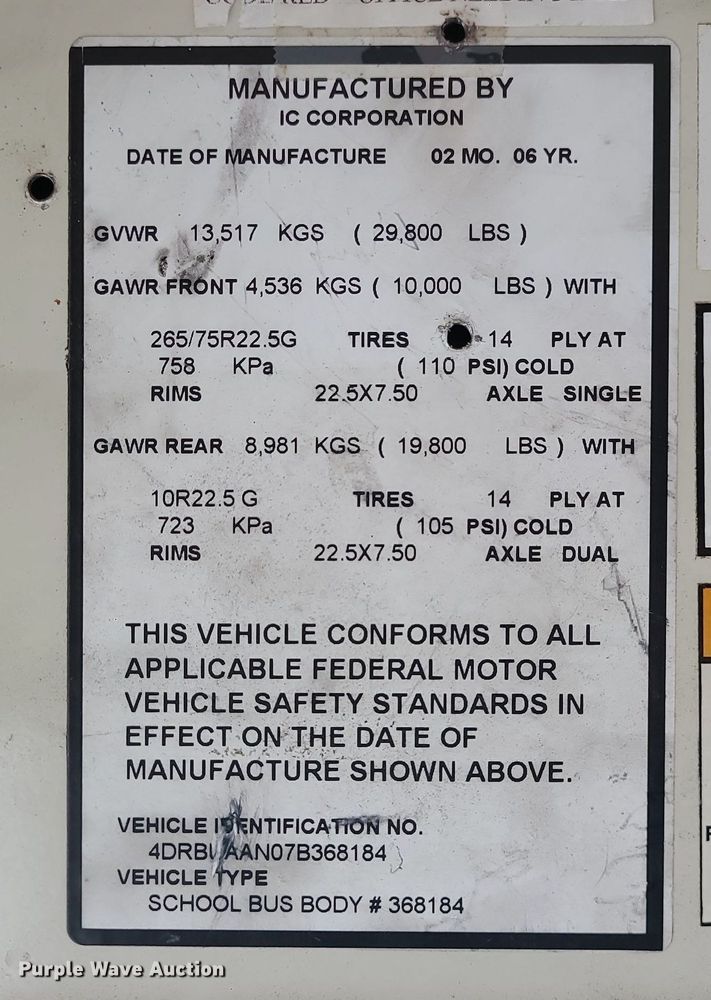 MANUFACTURED BY
IC CORPORATION
DATE OF MANUFACTURE 02 MO. 06 YR.
GVWR 13,517 KGS ( 29,800 LBS )
GAWR FRONT 4,536 KGS ( 10,000 LBS ) WITH
265/75R22.5G TIRES 14 PLY AT
758 KPa ( 110 PSI) COLD
RIMS 22.5X7.50 AXLE SINGLE
GAWR REAR 8,981 KGS ( 19,800 LBS ) WITH
10R22.5 G TIRES 14 PLY AT
723 KPa ( 105 PSI) COLD
RIMS 22.5X7.50 AXLE DUAL
THIS VEHICLE CONFORMS TO ALL
APPLICABLE FEDERAL MOTOR
VEHICLE SAFETY STANDARDS IN
EFFECT ON THE DATE OF
MANUFACTURE SHOWN ABOVE.
VEHICLE IDENTIFICATION NO.
VEHICLE TYPE
SCHOOL BUS BODY # 368184
Purple Wave Auction